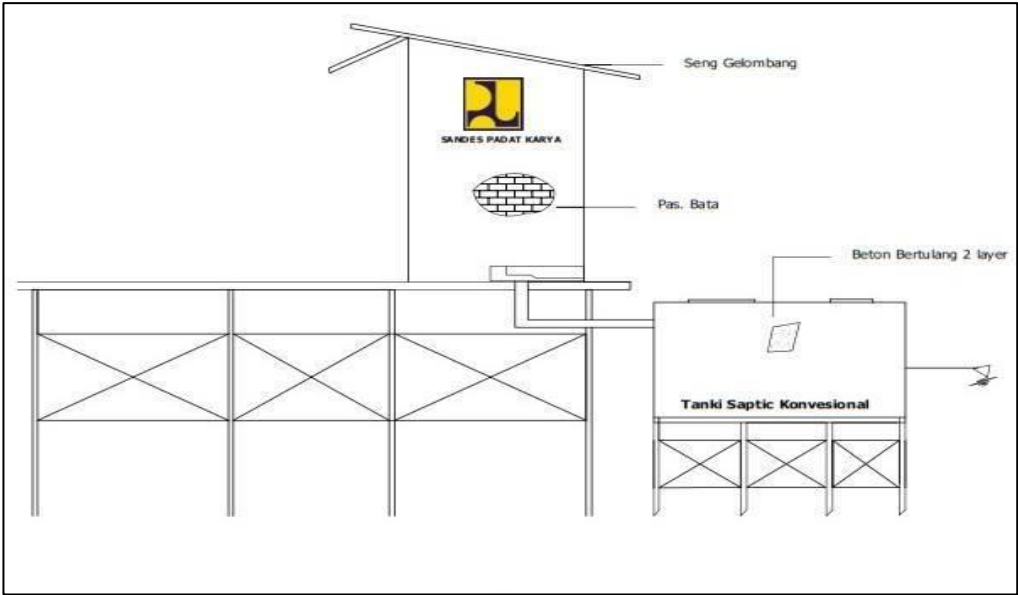 Seng Gelombang
SANDES PADAT KARYA
Pas. Bata
Beton Bertulang 2 layer
Tanki Saptic Konvesional